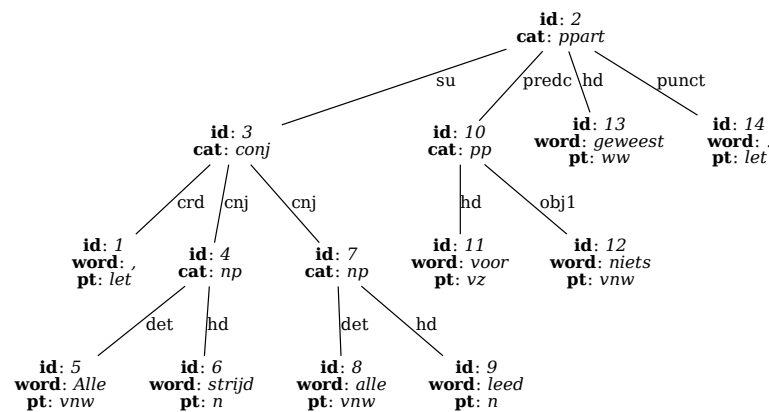 id: 2
cat: ppart
su
predc
hd
punct
id: 3
cat: conj
id: 10
cat: pp
id: 13
word: geweest
pt: ww
id: 14
word: .
pt: let
crd
cnj
cnj
hd
obj1
id: 1
word: ,
pt: let
id: 4
cat: np
id: 7
cat: np
id: 11
word: voor
pt: vz
id: 12
word: niets
pt: vnw
det
hd
det
hd
id: 5
word: Alle
pt: vnw
id: 6
word: strijd
pt: n
id: 8
word: alle
pt: vnw
id: 9
word: leed
pt: n